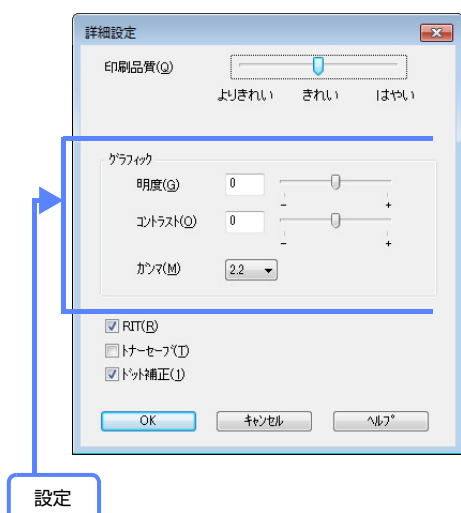 詳細設定
印刷品質(Q)
よりきれい きれい はやい
グラフィック
明度(G) 0
- +
コントラスト(O) 0
- +
ガンマ(M) 2.2
RIT(R)
トナーセーブ(T)
ドット補正(1)
OK キャンセル ヘルプ
設定